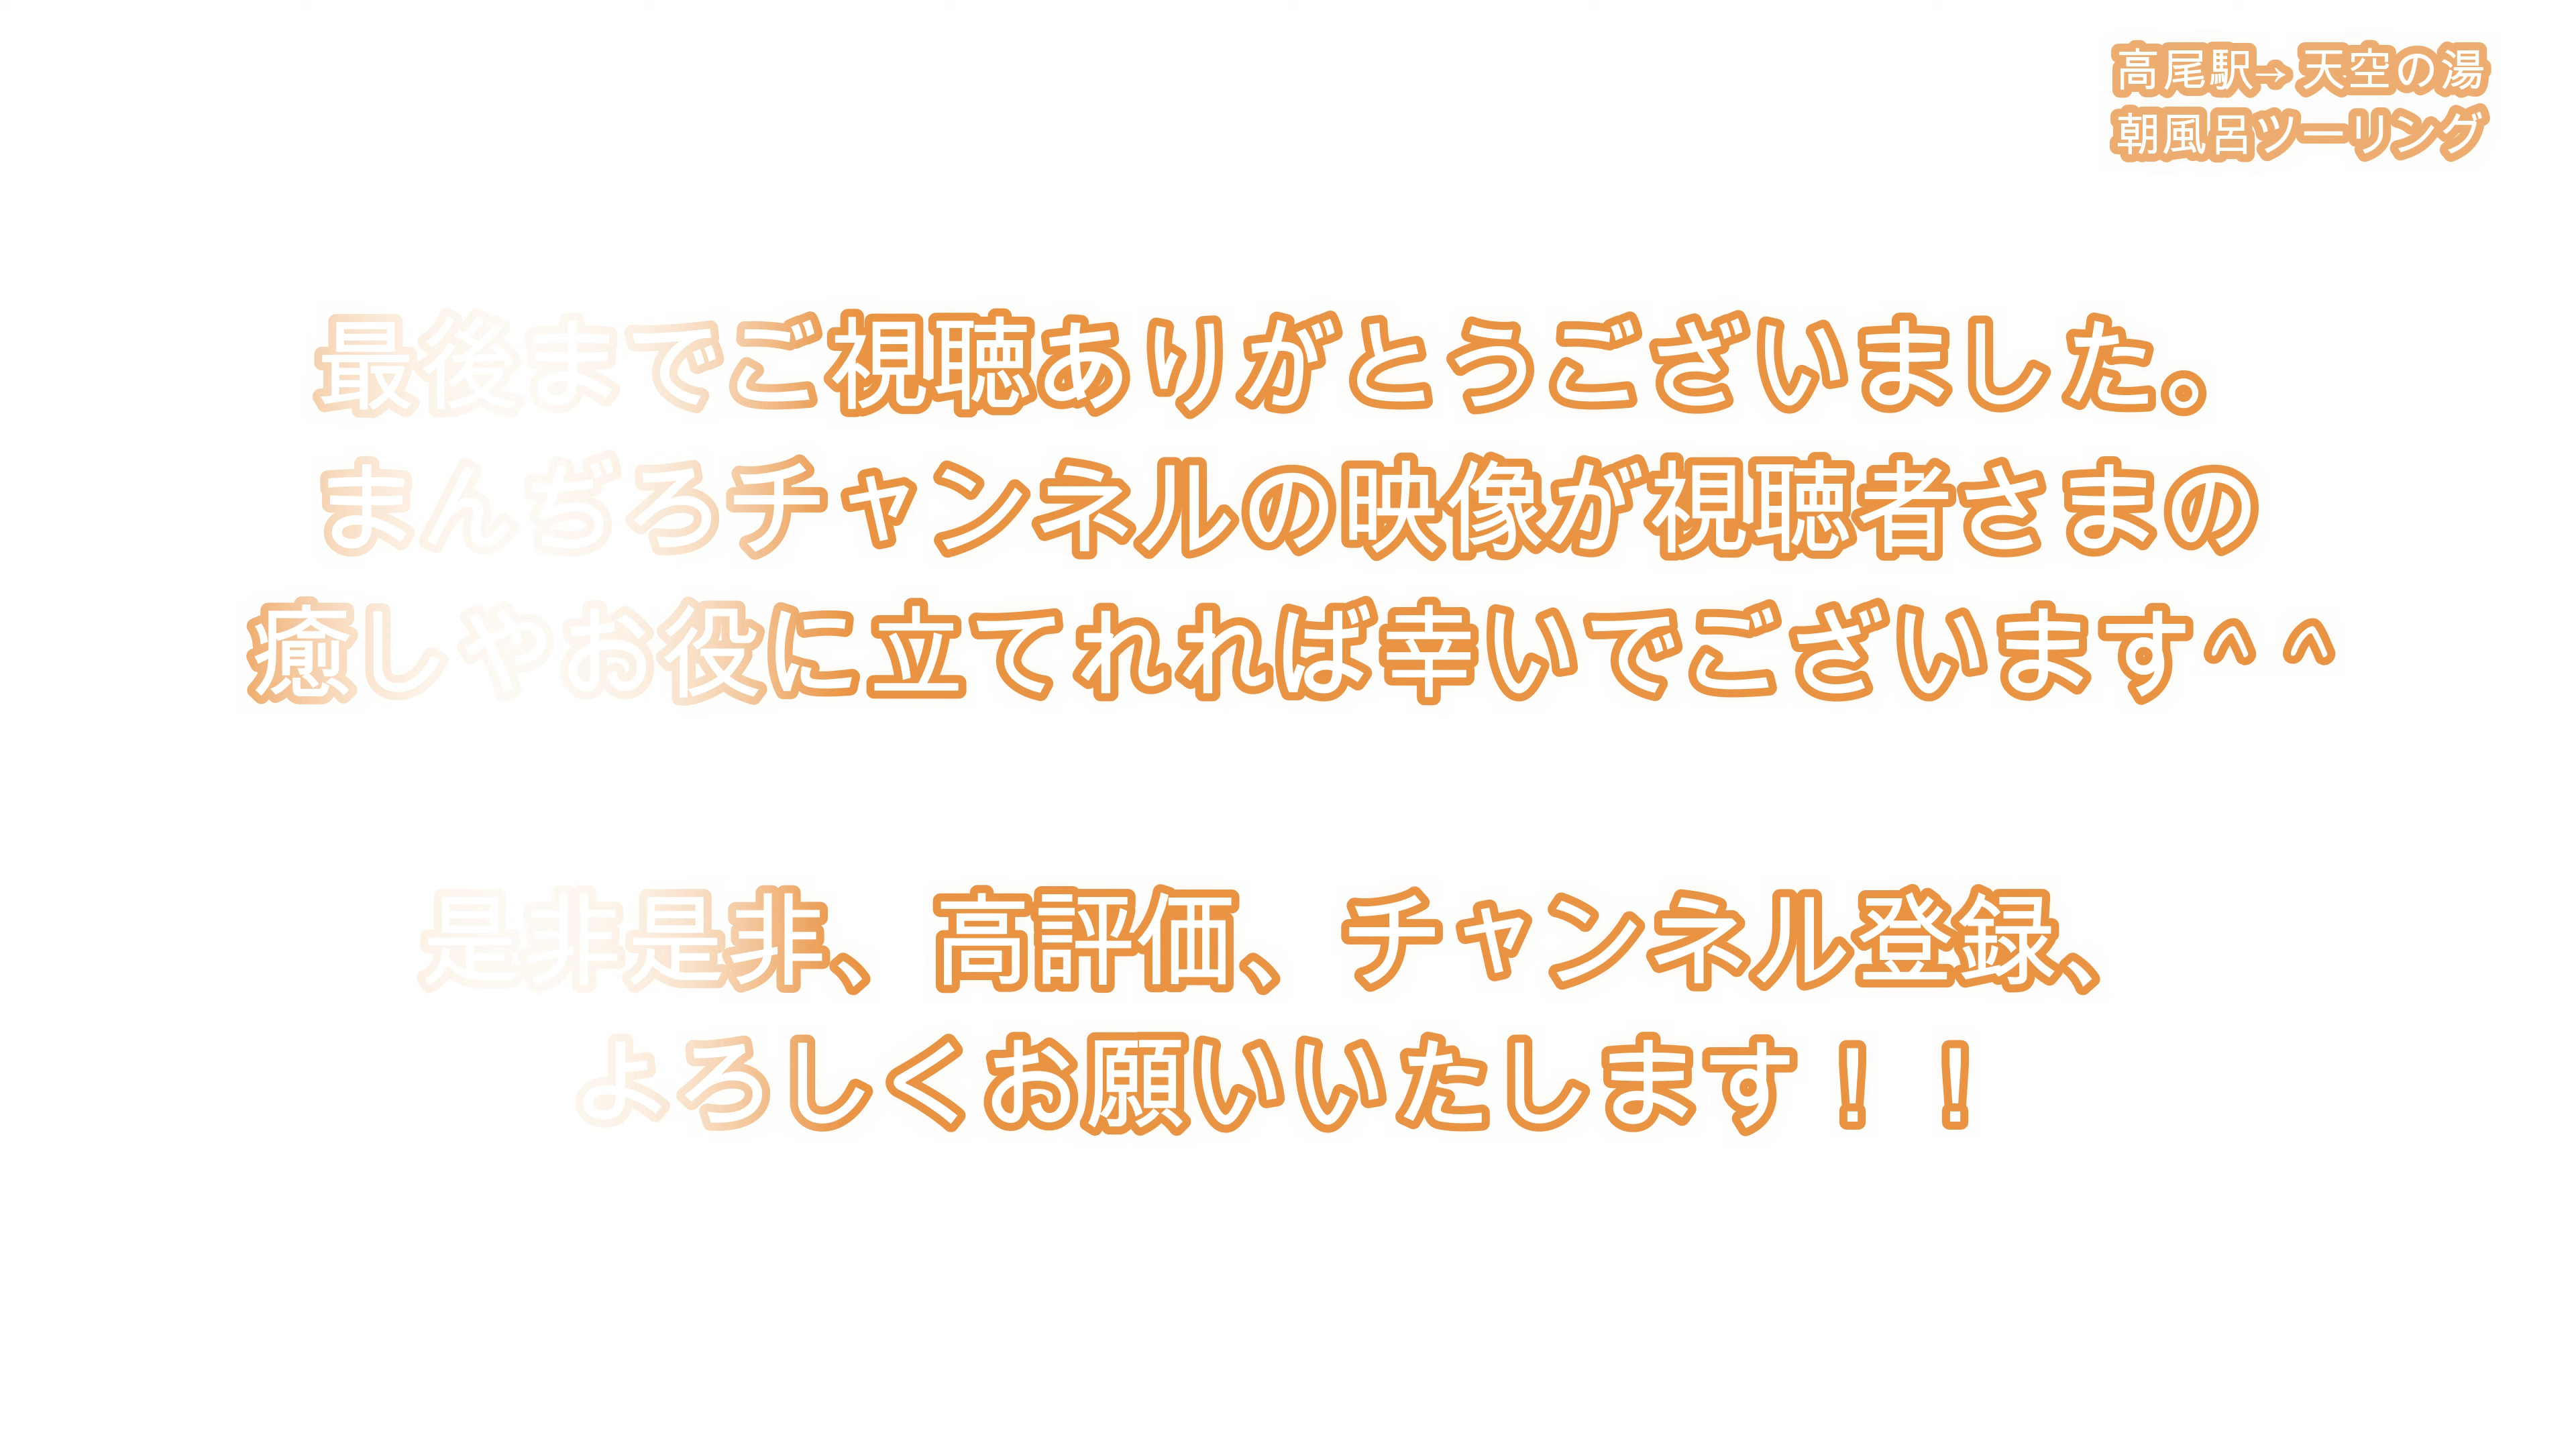 高尾駅→ 天空の湯
朝風呂ツーリング
最後までご視聴ありがとうございました。
まんぢろチャンネルの映像が視聴者さまの
癒しやお役に立てれれば幸いでございます^ ^
是非是非、高評価、チャンネル登録、
よろしくお願いいたします！！